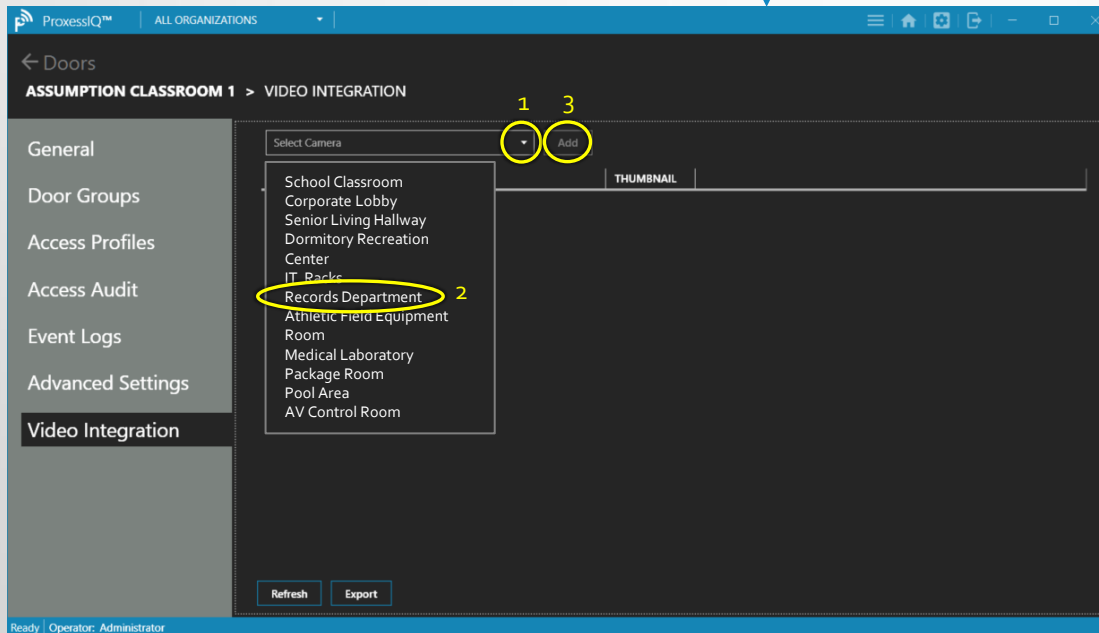 ProxessIQ™ ALL ORGANIZATIONS
Doors
ASSUMPTION CLASSROOM 1 > VIDEO INTEGRATION
1 3
Select Camera Add
General
Door Groups
Access Profiles
Access Audit
Event Logs
Advanced Settings
Video Integration
THUMBNAIL
School Classroom
Corporate Lobby
Senior Living Hallway
Dormitory Recreation
Center
IT Racks
Records Department 2
Athletic Field Equipment
Room
Medical Laboratory
Package Room
Pool Area
AV Control Room
Refresh Export
Ready Operator: Administrator